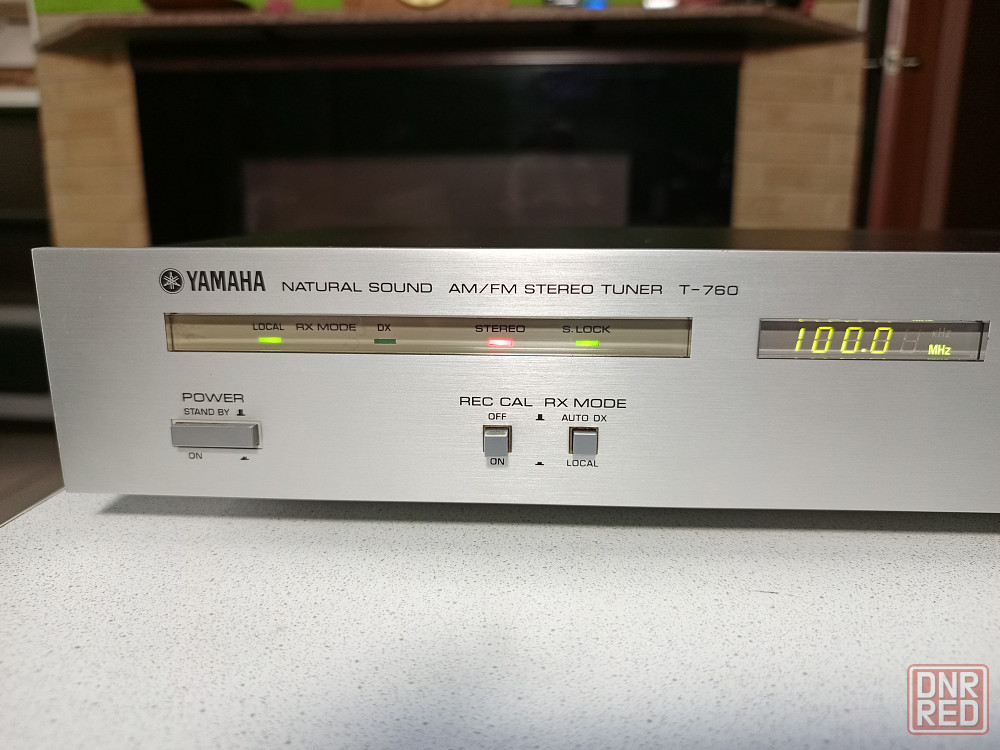 YAMAHA NATURAL SOUND AM/FM STEREO TUNER T-760
LOCAL RX MODE DX STEREO S.LOCK
100.0 MHz
kHz
POWER
STAND BY
ON
REC CAL RX MODE
OFF AUTO DX
ON LOCAL
DNR
RED